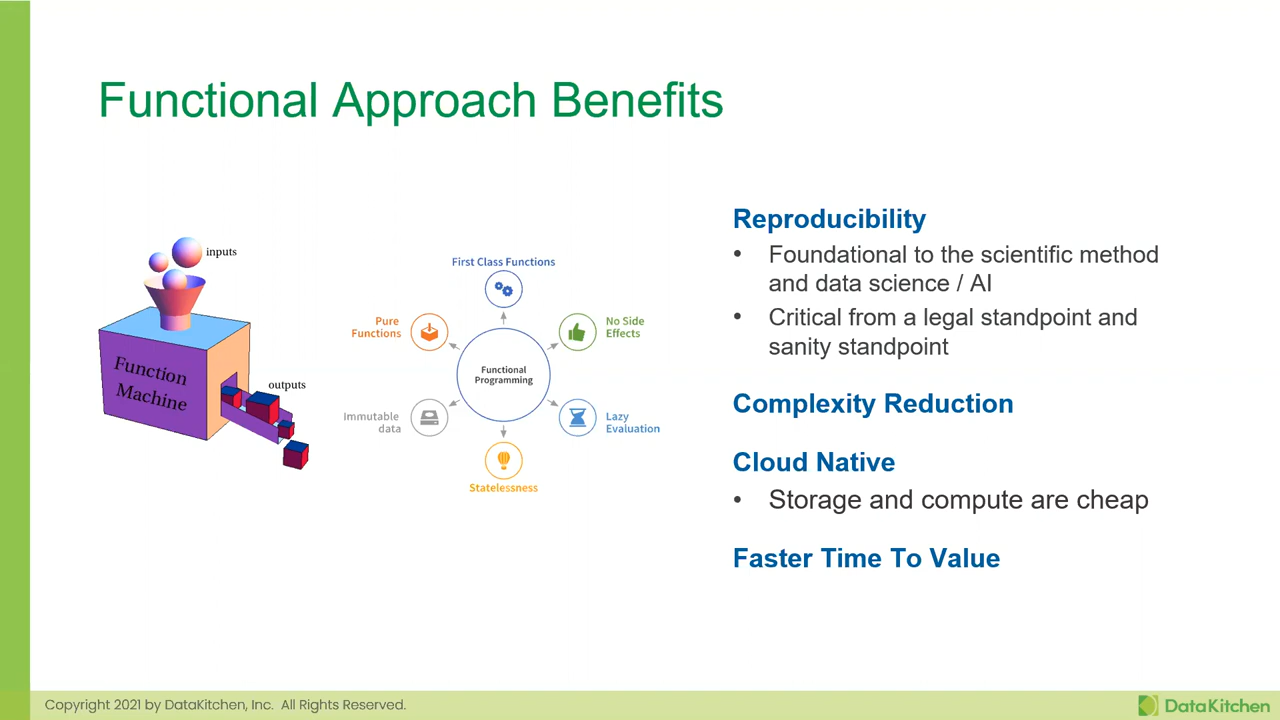 Functional Approach Benefits
inputs
Function
Machine
outputs
First Class Functions
Pure
Functions
No Side
Effects
Functional
Programming
Immutable
data
Lazy
Evaluation
Statelessness
Reproducibility
• Foundational to the scientific method
and data science / AI
• Critical from a legal standpoint and
sanity standpoint
Complexity Reduction
Cloud Native
• Storage and compute are cheap
Faster Time To Value
Copyright 2021 by DataKitchen, Inc. All Rights Reserved.
DataKitchen